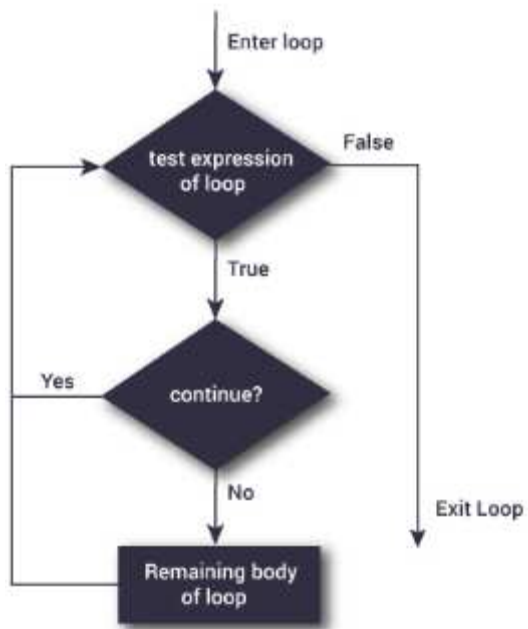 Enter loop
test expression
of loop
False
True
continue?
Yes
No
Exit Loop
Remaining body
of loop